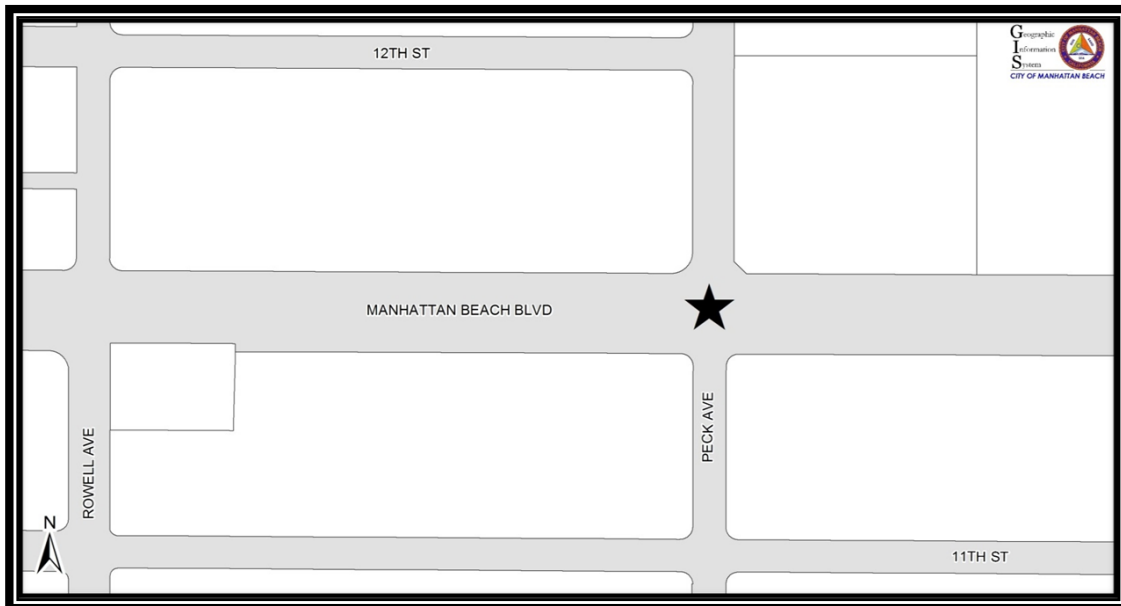 12TH ST
Geographic
Information
System
CITY OF MANHATTAN BEACH
MANHATTAN BEACH BLVD
PECK AVE
ROWELL AVE
N
11TH ST